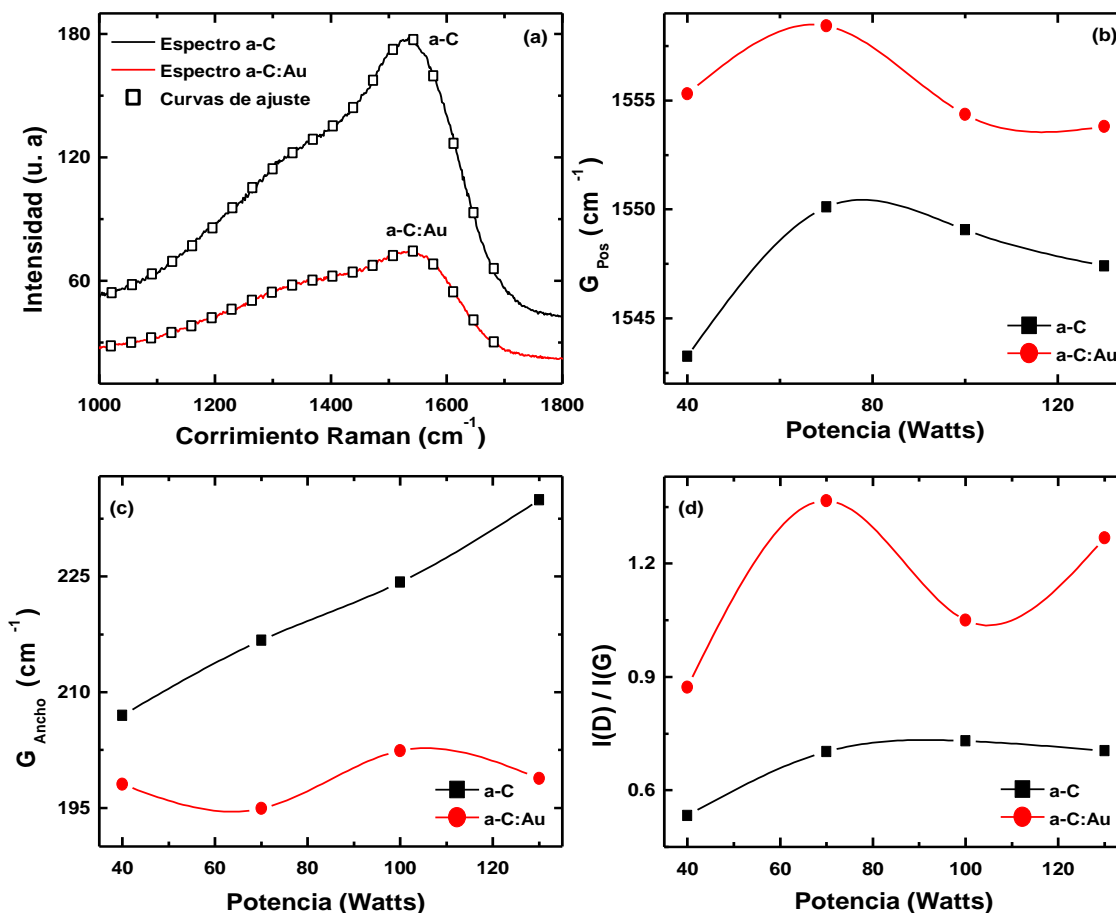 180
120
60
Intensidad (u. a)
Espectro a-C
Espectro a-C:Au
Curvas de ajuste
a-C
(a)
a-C:Au
1000 1200 1400 1600 1800
Corrimiento Raman (cm⁻¹)
(b)
1555
1550
1545
G Pos (cm⁻¹)
a-C
a-C:Au
40 80 120
Potencia (Watts)
(c)
225
210
195
G Ancho (cm⁻¹)
a-C
a-C:Au
40 60 80 100 120
Potencia (Watts)
(d)
1.2
0.9
0.6
I(D) / I(G)
a-C
a-C:Au
40 60 80 100 120
Potencia (Watts)